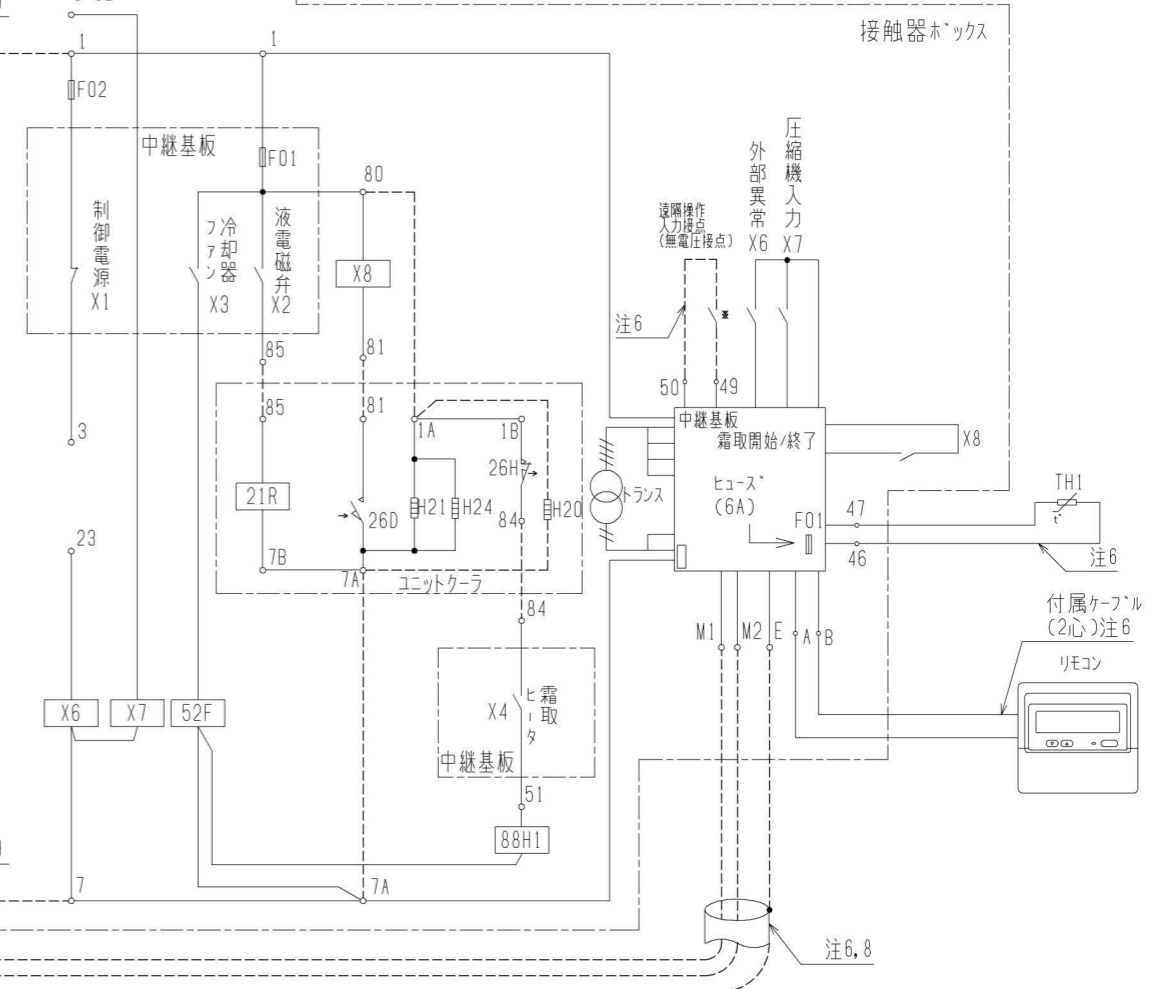 接触器ボックス
1
1
F02
中継基板
F01
80
制御電源
X1
冷却器
ファン
X3
液電磁弁
X2
X8
遠隔操作
入力接点
(無電圧接点)
外部異常
X6
圧縮機入力
X7
注6
※
85
81
50
49
85
81
1A
1B
中継基板
霜取開始/終了
X8
3
26H
トランス
ヒューズ
(6A)
TH1
t°
21R
26D
H21
H24
84
H20
F01
47
46
注6
23
7B
7A
ユニットクーラ
84
M1
M2
E
A
B
付属ケーブル
(2心)注6
リモコン
X6
X7
52F
X4
霜取
ヒータ
中継基板
51
88H1
7
7A
注6,8